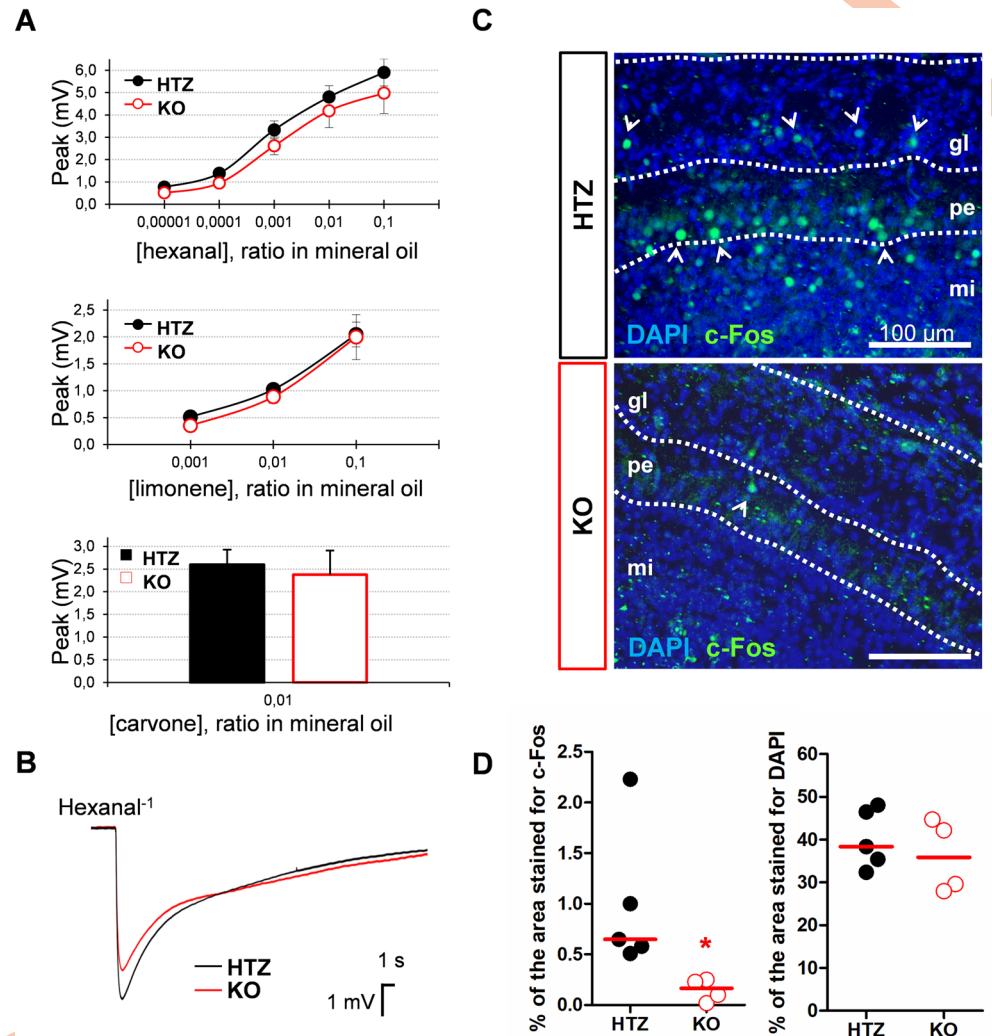 A
HTZ
KO
6,0
5,0
4,0
3,0
2,0
1,0
0,0
Peak (mV)
0,00001 0,0001 0,001 0,01 0,1
[hexanal], ratio in mineral oil
HTZ
KO
2,5
2,0
1,5
1,0
0,5
0,0
Peak (mV)
0,001 0,01 0,1
[limonene], ratio in mineral oil
HTZ
KO
3,0
2,5
2,0
1,5
1,0
0,5
0,0
Peak (mV)
0,01
[carvone], ratio in mineral oil
B
Hexanal-1
HTZ
KO
1 s
1 mV
C
HTZ
gl
pe
mi
DAPI c-Fos
100 µm
KO
gl
pe
mi
DAPI c-Fos
D
% of the area stained for c-Fos
2.5
2.0
1.5
1.0
0.5
0.0
*
HTZ KO
% of the area stained for DAPI
60
50
40
30
20
10
0
HTZ KO